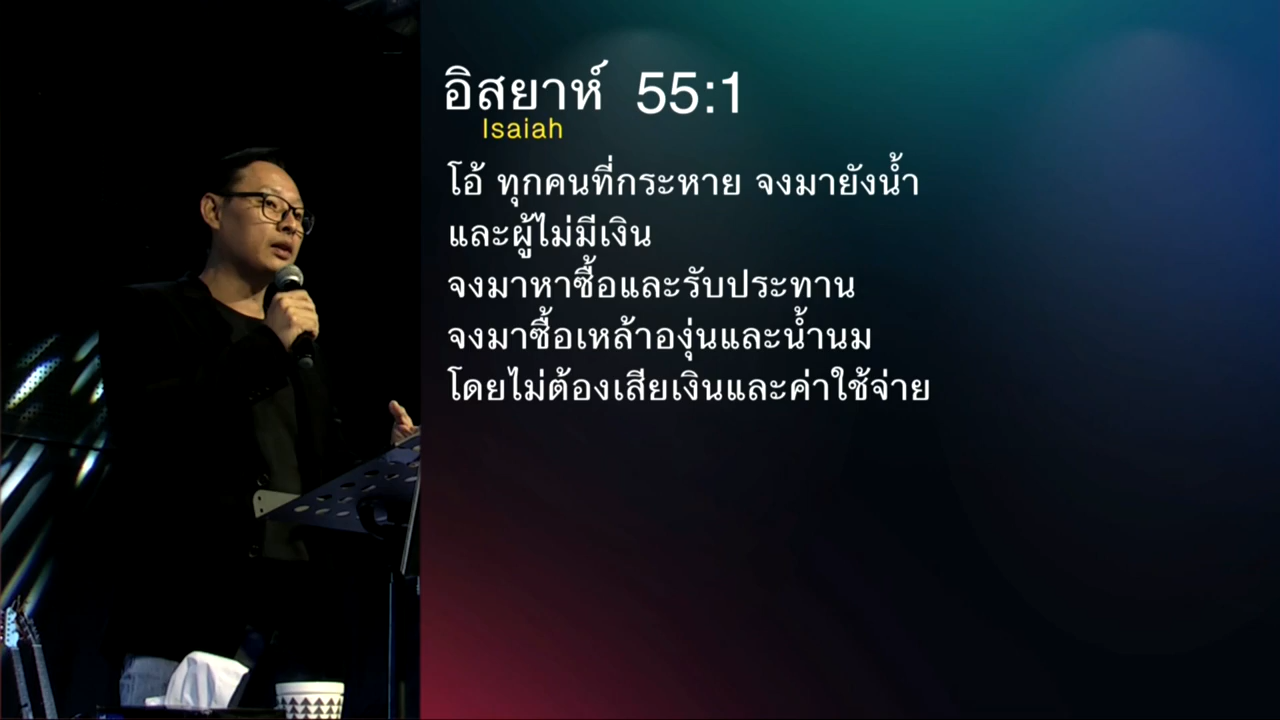 อิสยาห์ 55:1
Isaiah
โอ้ ทุกคนที่กระหาย จงมายังน้ำ
และผู้ไม่มีเงิน
จงมาหาซื้อและรับประทาน
จงมาซื้อเหล้าองุ่นและน้ำนม
โดยไม่ต้องเสียเงินและค่าใช้จ่าย